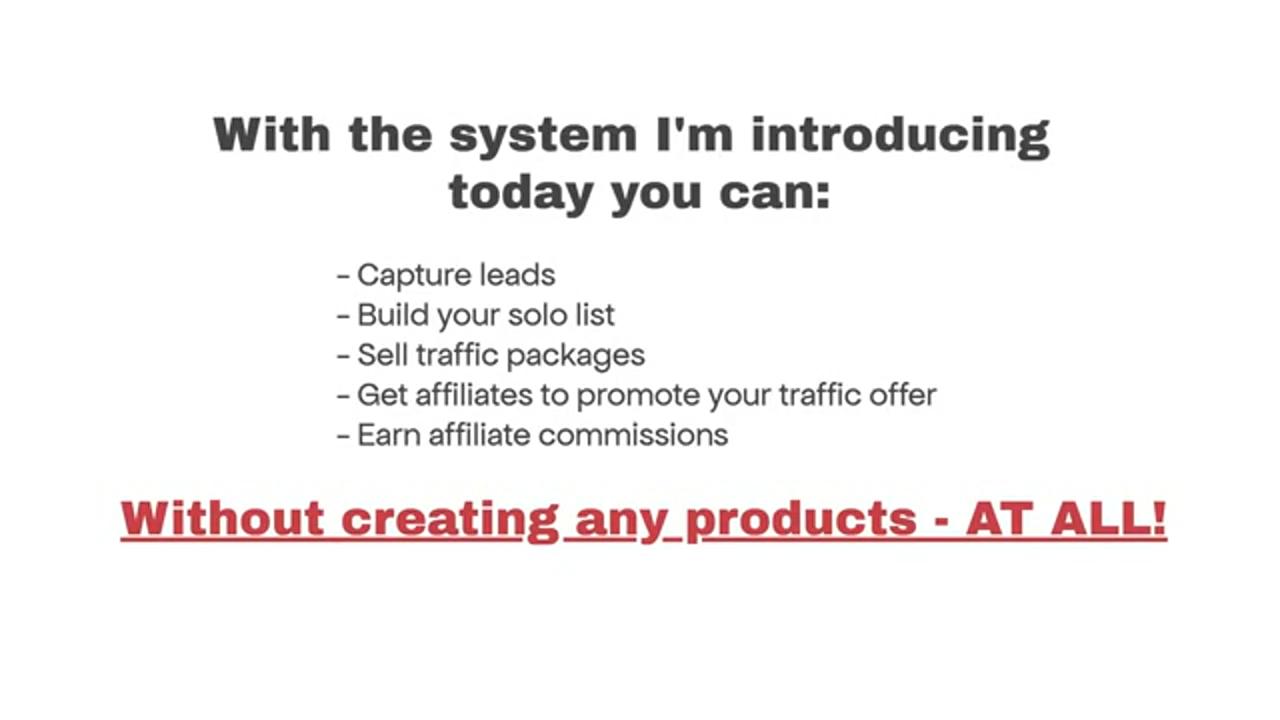 With the system I'm introducing
today you can:
– Capture leads
– Build your solo list
– Sell traffic packages
– Get affiliates to promote your traffic offer
– Earn affiliate commissions
Without creating any products - AT ALL!